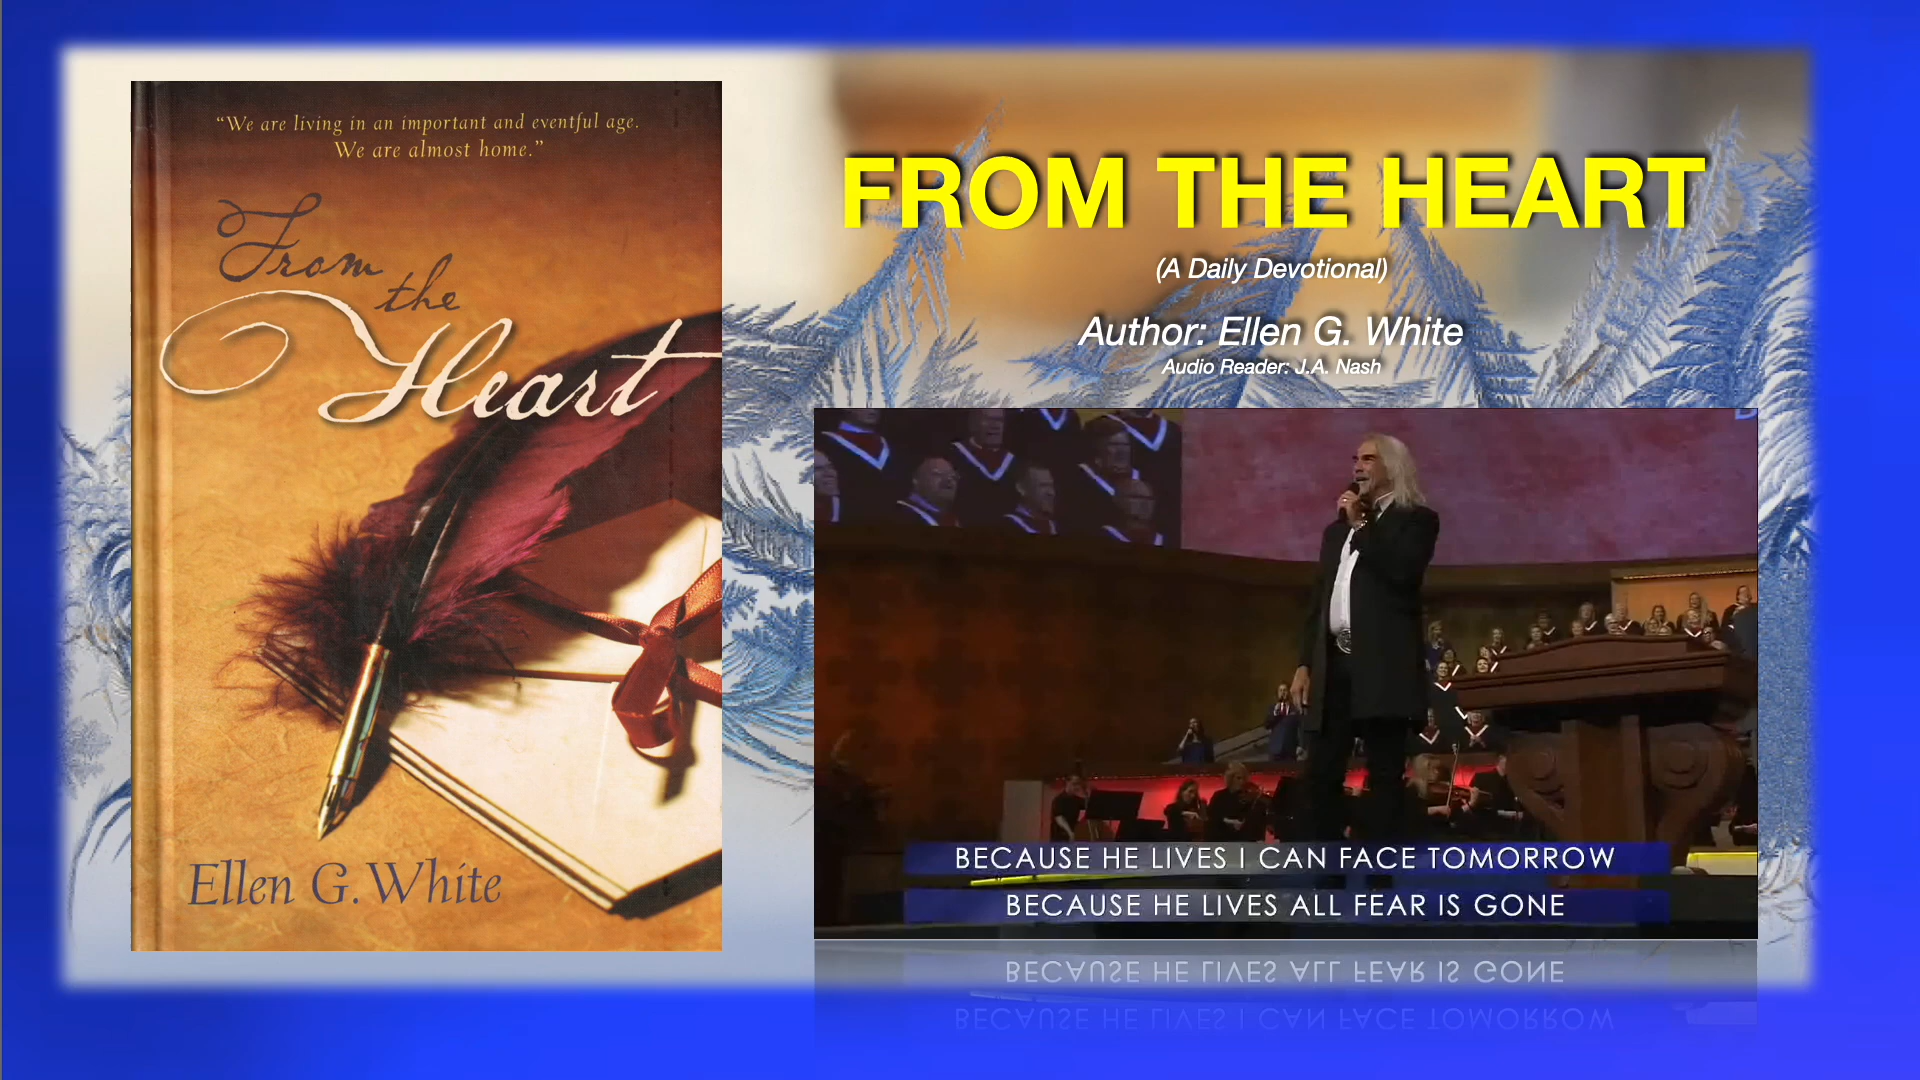 “We are living in an important and eventful age.
We are almost home.”
From
the
Heart
Ellen G. White
FROM THE HEART
(A Daily Devotional)
Author: Ellen G. White
Audio Reader: J.A. Nash
BECAUSE HE LIVES I CAN FACE TOMORROW
BECAUSE HE LIVES ALL FEAR IS GONE
BECAUSE HE LIVES ALL FEAR IS GONE
BECAUSE HE LIVES I CAN FACE TOMORROW